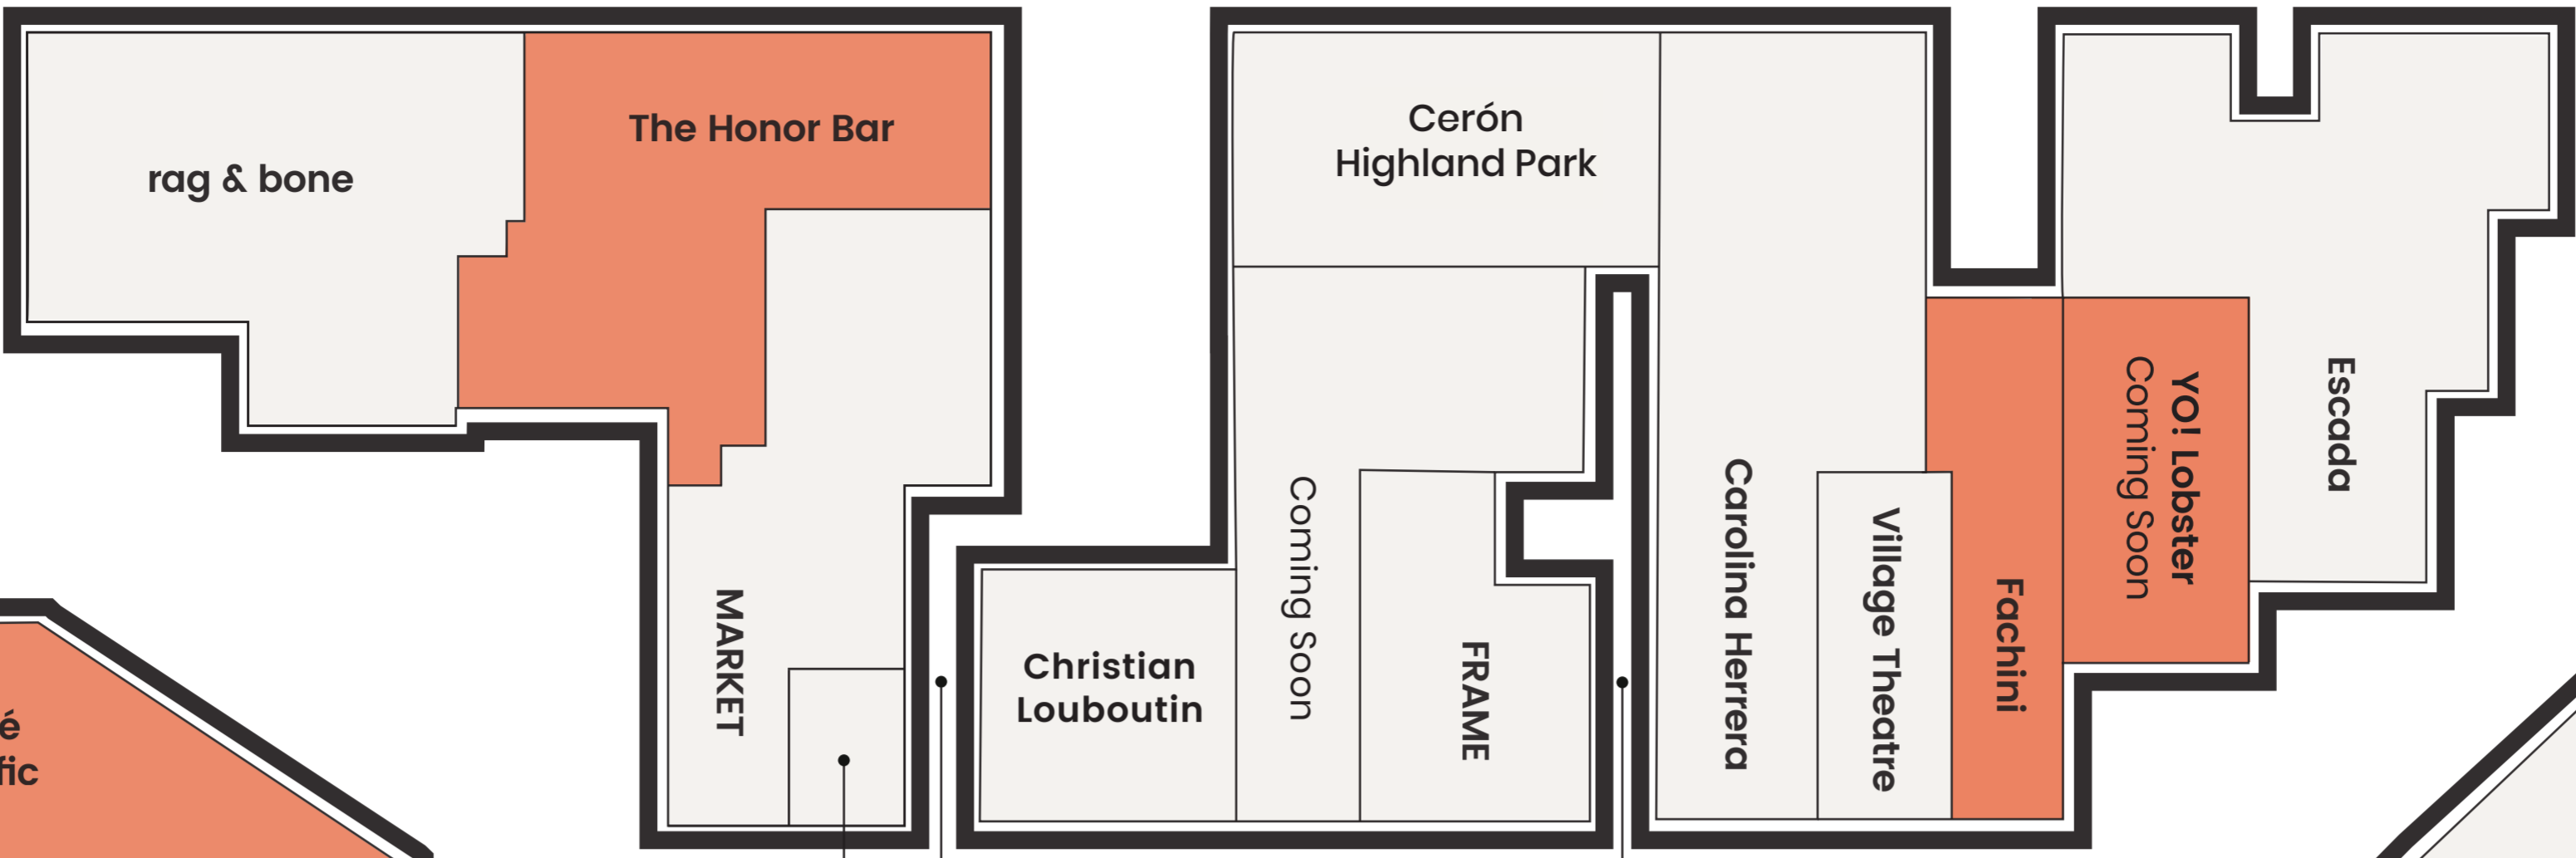 rag & bone
The Honor Bar
MARKET
Christian
Louboutin
Cerón
Highland Park
Coming Soon
FRAME
Carolina Herrera
Village Theatre
Fachini
YO! Lobster
Coming Soon
Escada
é
fic